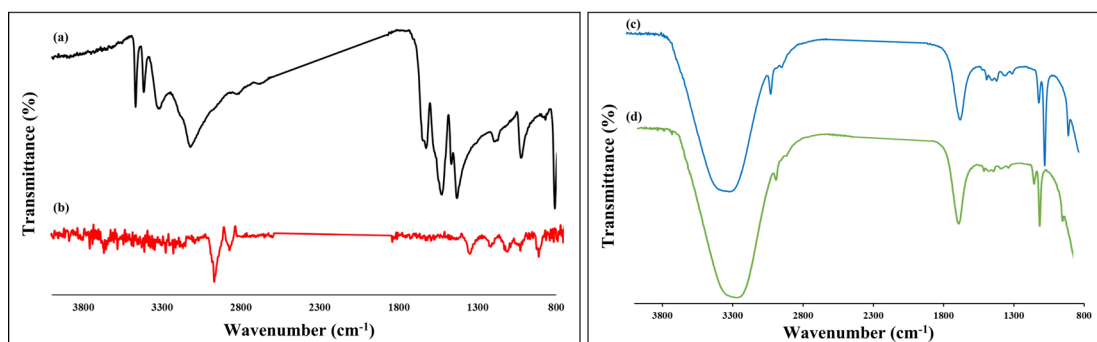 (a)
(b)
Transmittance (%)
3800 3300 2800 2300 1800 1300 800
Wavenumber (cm⁻¹)
(c)
(d)
Transmittance (%)
3800 3300 2800 2300 1800 1300 800
Wavenumber (cm⁻¹)